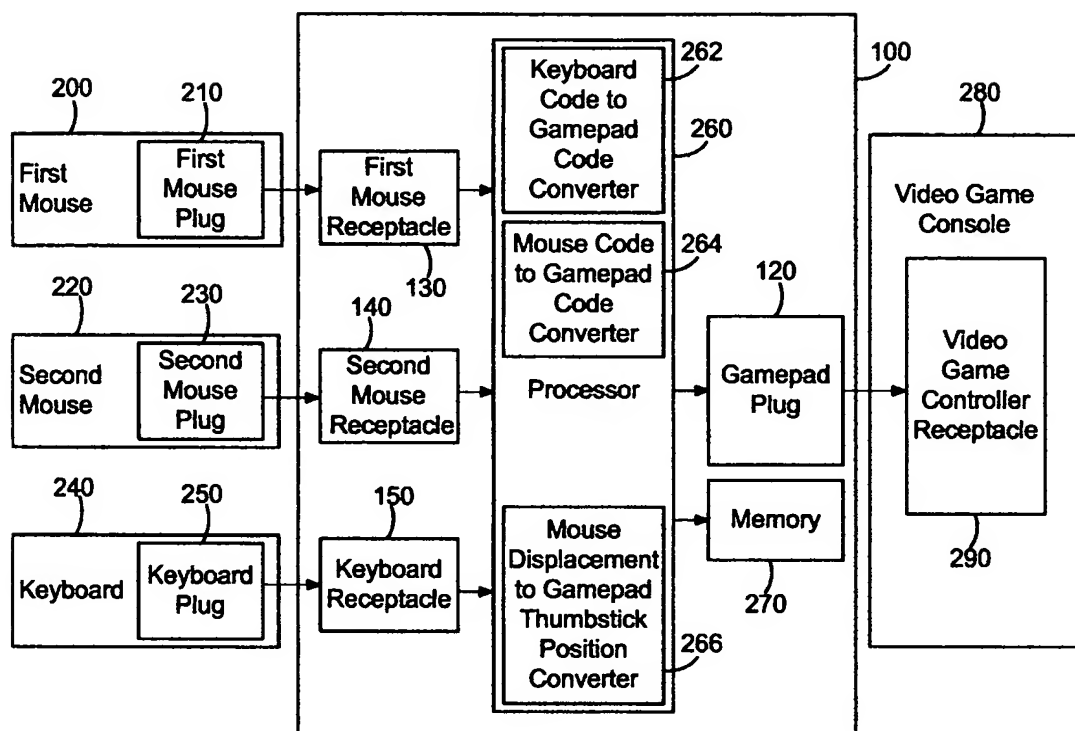 200
210
First
Mouse
First
Mouse
Plug
First
Mouse
Receptacle
130
262
Keyboard
Code to
Gamepad
Code
Converter
260
100
280
Video Game
Console
220
230
Second
Mouse
Second
Mouse
Plug
140
Second
Mouse
Receptacle
Mouse Code
to Gamepad
Code
Converter
264
Processor
120
Gamepad
Plug
Video
Game
Controller
Receptacle
290
240
250
Keyboard
Keyboard
Plug
150
Keyboard
Receptacle
Mouse
Displacement
to Gamepad
Thumbstick
Position
Converter
266
Memory
270